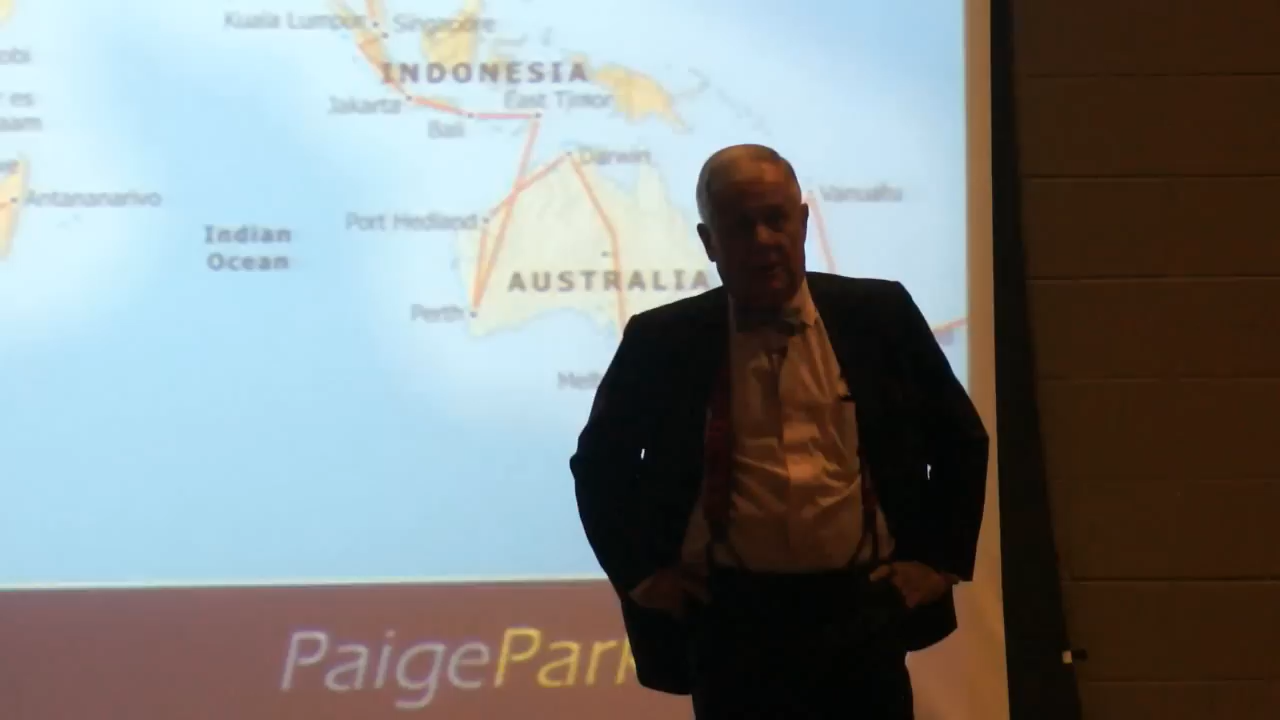 Kuala Lumpur
Singapore
INDONESIA
Jakarta
East Timor
Bali
Darwin
Vanuatu
Antananarivo
Port Hedland
Indian
Ocean
AUSTRALIA
Perth
PaigePark